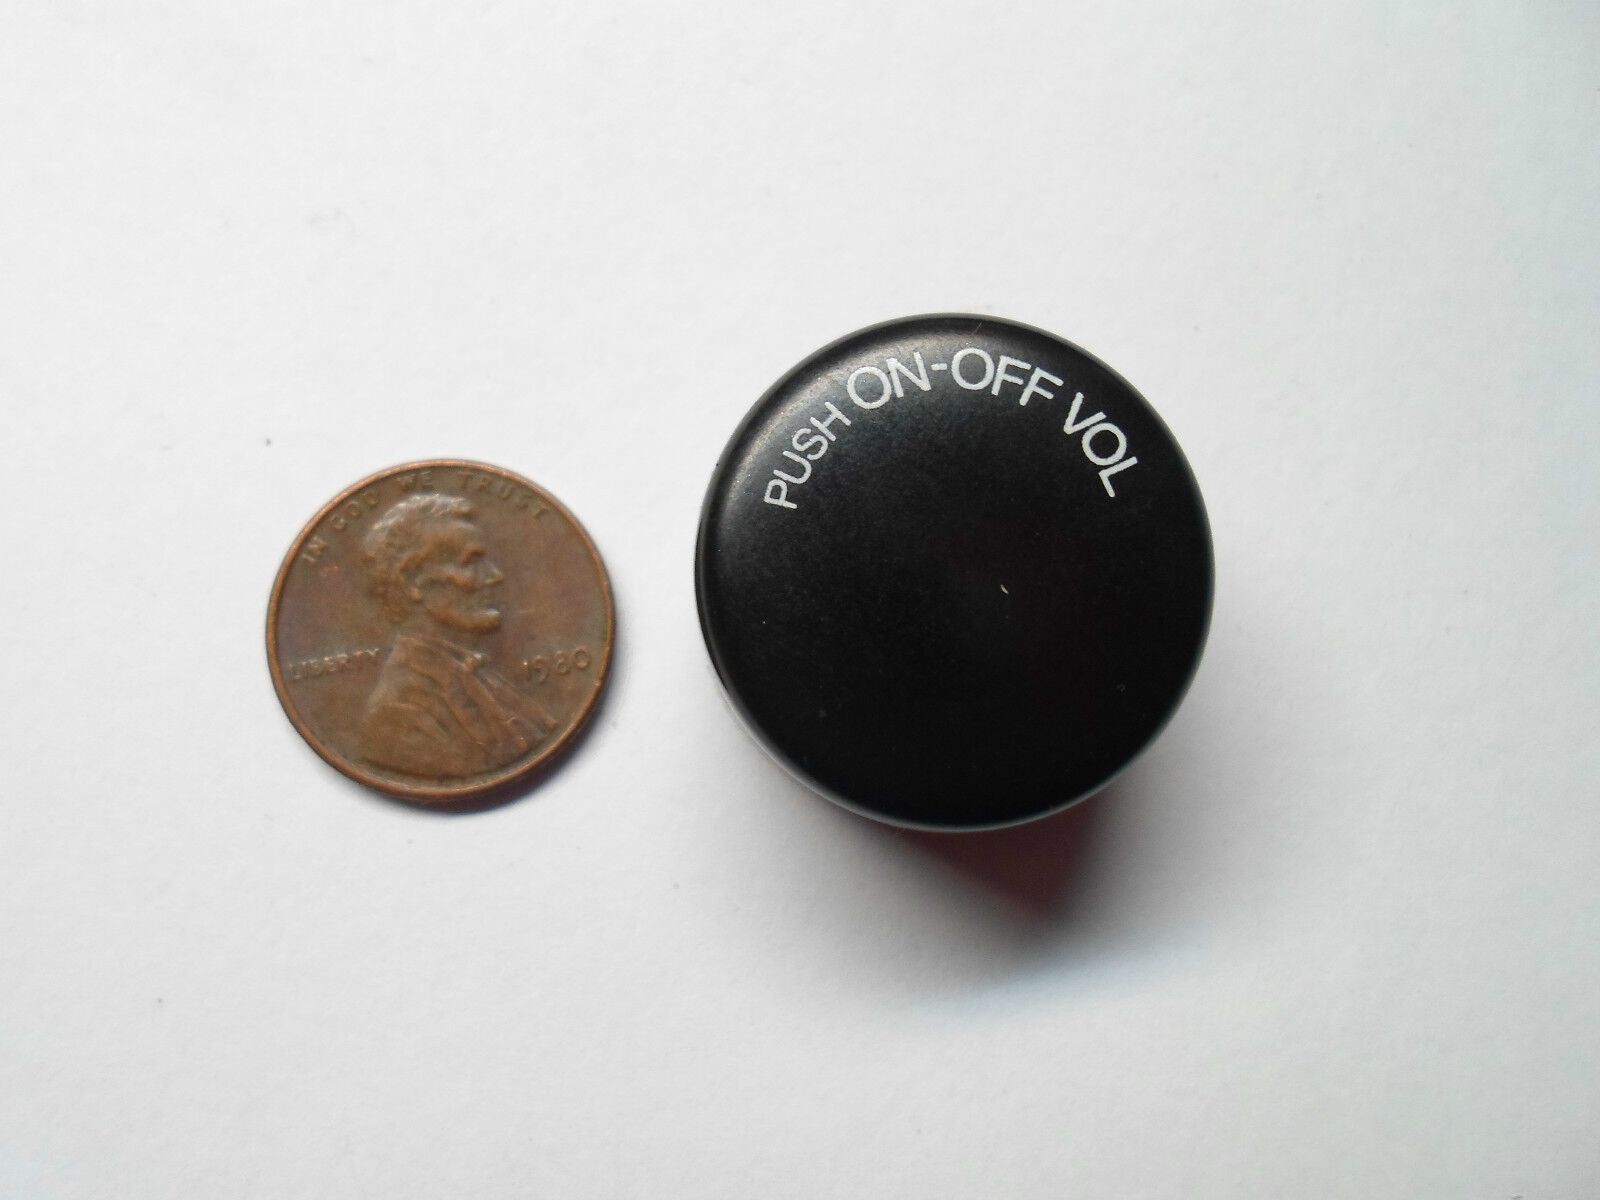 IN GOD WE TRUST
LIBERTY 1980
PUSH ON-OFF VOL